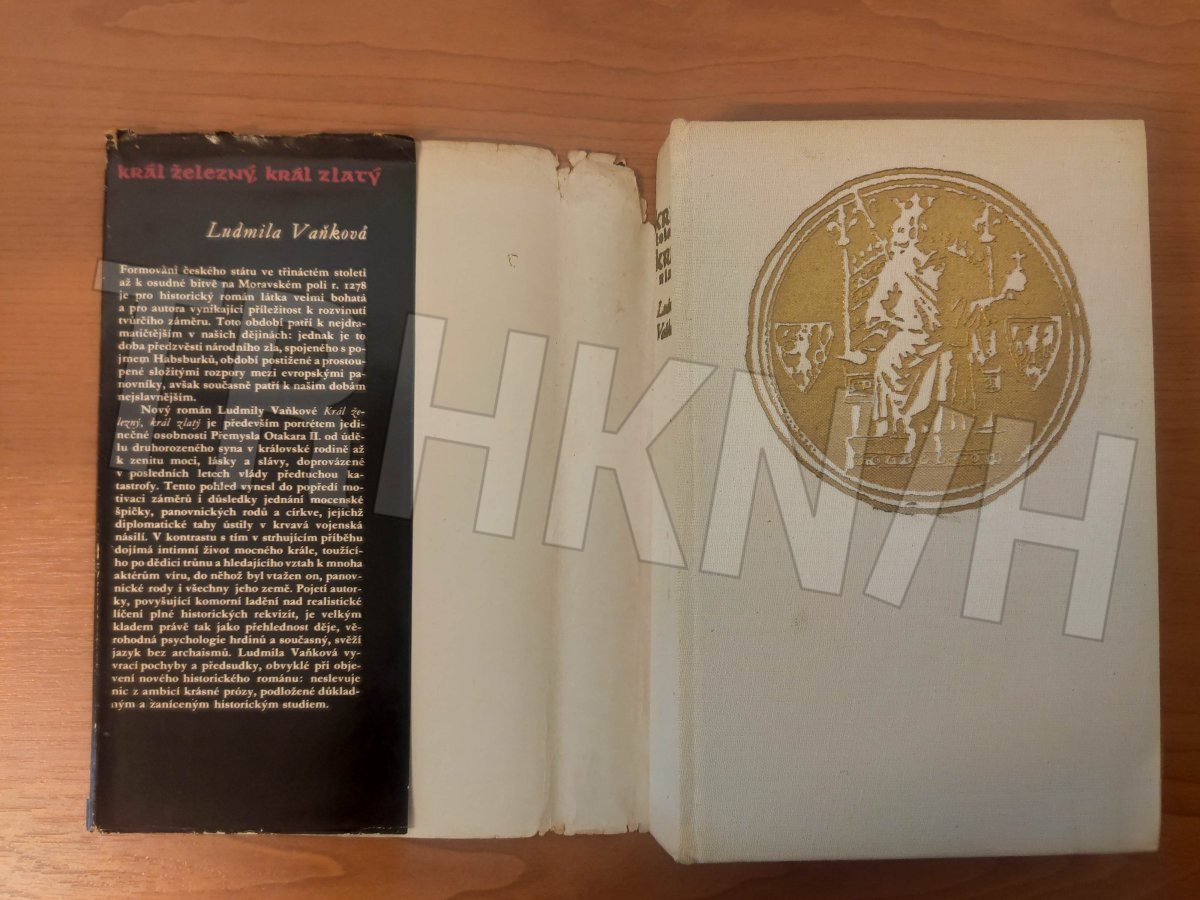 král železný, král zlatý
Ludmila Vaňková
Formování českého státu ve třináctém století
až k osudné bitvě na Moravském poli r. 1278
je pro historický román látka velmi bohatá
a pro autora vynikající příležitost k rozvinutí
tvůrčího záměru. Toto období patří k nejdra-
matičtějším v našich dějinách: jednak je to
doba předzvěstí národního zla, spojeného s po-
jmem Habsburků, období postižené a prostou-
pené složitými rozpory mezi evropskými pa-
novníky, avšak současně patří k našim dobám
nejslavnějším.
Nový román Ludmily Vaňkové Král že-
lezný, král zlatý je především portrétem jedi-
nečné osobnosti Přemysla Otakara II. od úd­ě-
lu druhorozeného syna v královské rodině až
k zenitu moci, lásky a slávy, doprovázené
v posledních letech vlády předtuchou ka-
tastrofy. Tento pohled vynesl do popředí mo-
tivaci záměrů i důsledky jednání mocenské
špičky, panovnických rodů a církve, jejichž
diplomatické tahy ústily v krvavá vojenská
násilí. V kontrastu s tím v strhujícím příběhu
dojímá intimní život mocného krále, toužící-
ho po dědici trůnu a hledajícího vztah k mnoha
aktérům víru, do něhož byl vtažen on, panov-
nické rody i všechny jeho země. Pojetí autor-
ky, povyšující komorní ladění nad realistické
líčení plné historických rekvizit, je velkým
kladem právě tak jako přehlednost děje, vě-
rohodná psychologie hrdinů a současný, svěží
jazyk bez archaismů. Ludmila Vaňková vy-
vrací pochyby a předsudky, obvyklé při obje-
vení nového historického románu: neslevuje
nic z ambicí krásné prózy, podložené důklad-
ným a zaníceným historickým studiem.